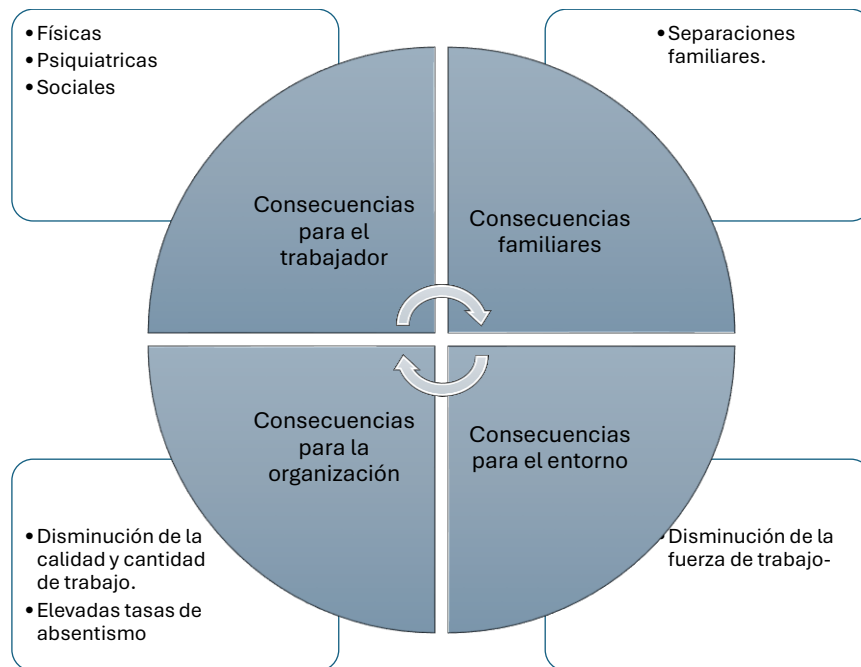 •Físicas
•Psiquiatricas
•Sociales
•Separaciones
familiares.
Consecuencias
para el
trabajador
Consecuencias
familiares
Consecuencias
para la
organización
Consecuencias
para el entorno
•Disminución de la
calidad y cantidad
de trabajo.
•Elevadas tasas de
absentismo
•Disminución de la
fuerza de trabajo-